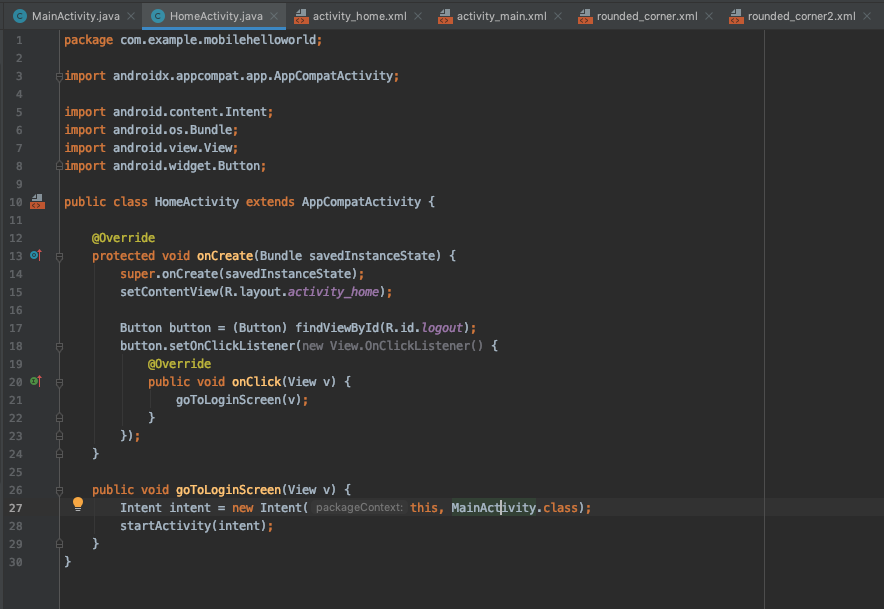 MainActivity.java HomeActivity.java activity_home.xml activity_main.xml rounded_corner.xml rounded_corner2.xml
1 package com.example.mobilehelloworld;
2
3 import androidx.appcompat.app.AppCompatActivity;
4
5 import android.content.Intent;
6 import android.os.Bundle;
7 import android.view.View;
8 import android.widget.Button;
9
10 public class HomeActivity extends AppCompatActivity {
11
12 @Override
13 protected void onCreate(Bundle savedInstanceState) {
14 super.onCreate(savedInstanceState);
15 setContentView(R.layout.activity_home);
16
17 Button button = (Button) findViewById(R.id.logout);
18 button.setOnClickListener(new View.OnClickListener() {
19 @Override
20 public void onClick(View v) {
21 goToLoginScreen(v);
22 }
23 });
24 }
25
26 public void goToLoginScreen(View v) {
27 Intent intent = new Intent( packageContext: this, MainActivity.class);
28 startActivity(intent);
29 }
30 }